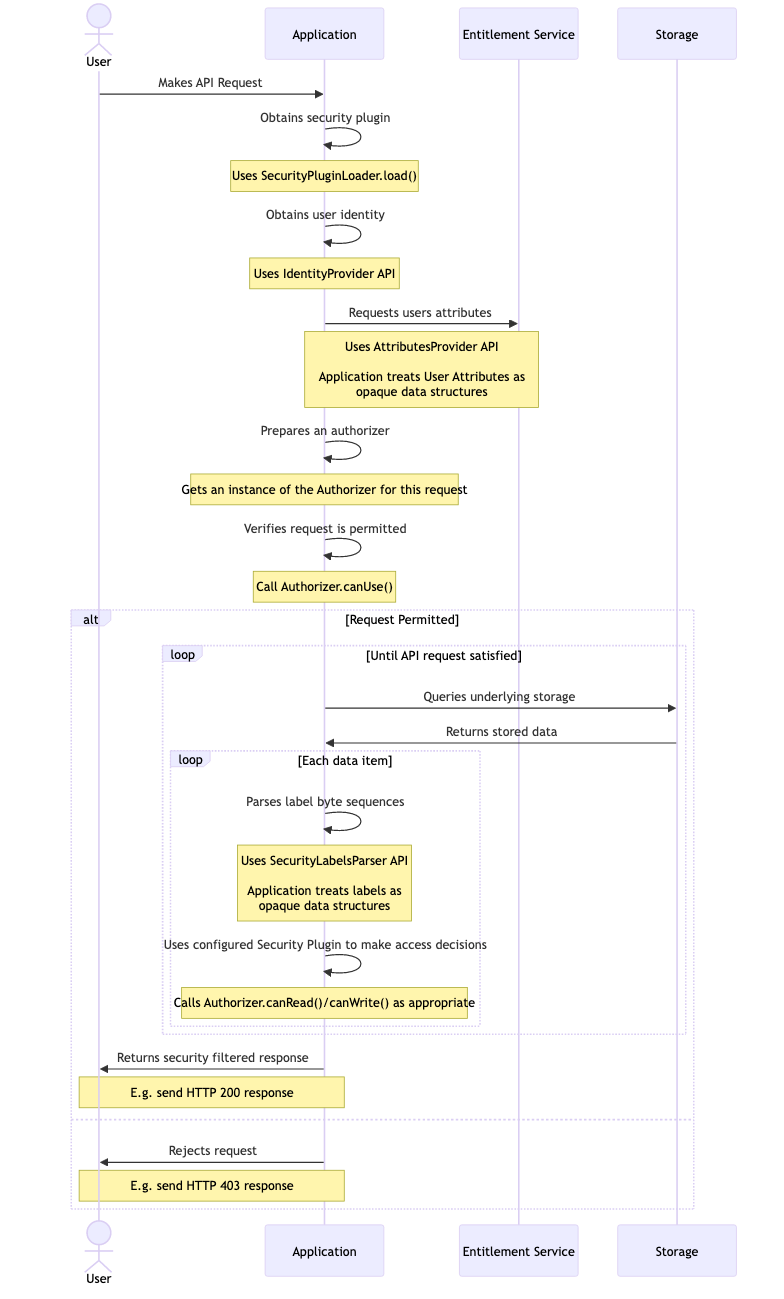 User
Application
Entitlement Service
Storage
Makes API Request
Obtains security plugin
Uses SecurityPluginLoader.load()
Obtains user identity
Uses IdentityProvider API
Requests users attributes
Uses AttributesProvider API
Application treats User Attributes as
opaque data structures
Prepares an authorizer
Gets an instance of the Authorizer for this request
Verifies request is permitted
Call Authorizer.canUse()
alt
[Request Permitted]
loop
[Until API request satisfied]
Queries underlying storage
Returns stored data
loop
[Each data item]
Parses label byte sequences
Uses SecurityLabelsParser API
Application treats labels as
opaque data structures
Uses configured Security Plugin to make access decisions
Calls Authorizer.canRead()/canWrite() as appropriate
Returns security filtered response
E.g. send HTTP 200 response
Rejects request
E.g. send HTTP 403 response
User
Application
Entitlement Service
Storage